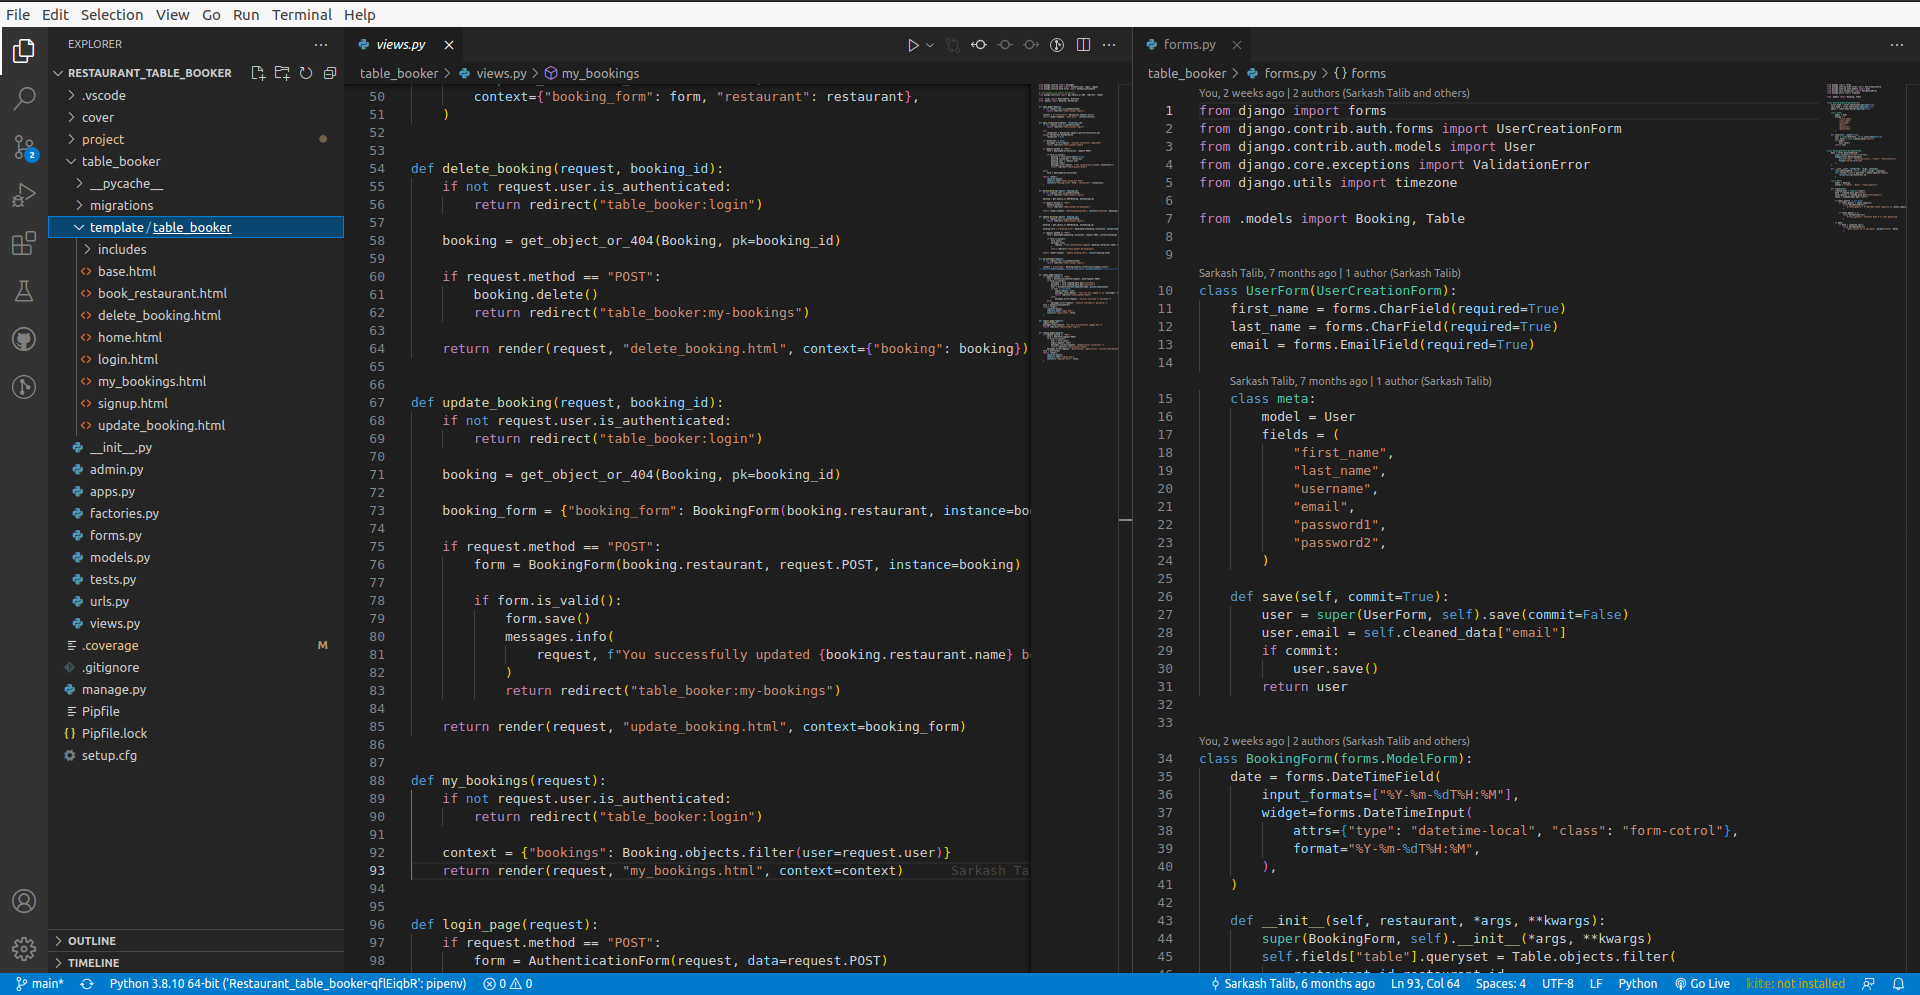 File Edit Selection View Go Run Terminal Help
EXPLORER
RESTAURANT_TABLE_BOOKER
.vscode
cover
project
table_booker
__pycache__
migrations
template / table_booker
includes
base.html
book_restaurant.html
delete_booking.html
home.html
login.html
my_bookings.html
signup.html
update_booking.html
__init__.py
admin.py
apps.py
factories.py
forms.py
models.py
tests.py
urls.py
views.py
.coverage M
.gitignore
manage.py
Pipfile
Pipfile.lock
setup.cfg
OUTLINE
TIMELINE
2
views.py
table_booker > views.py > my_bookings
50 context={"booking_form": form, "restaurant": restaurant},
51 )
52
53
54 def delete_booking(request, booking_id):
55 if not request.user.is_authenticated:
56 return redirect("table_booker:login")
57
58 booking = get_object_or_404(Booking, pk=booking_id)
59
60 if request.method == "POST":
61 booking.delete()
62 return redirect("table_booker:my-bookings")
63
64 return render(request, "delete_booking.html", context={"booking": booking})
65
66
67 def update_booking(request, booking_id):
68 if not request.user.is_authenticated:
69 return redirect("table_booker:login")
70
71 booking = get_object_or_404(Booking, pk=booking_id)
72
73 booking_form = {"booking_form": BookingForm(booking.restaurant, instance=bo
74
75 if request.method == "POST":
76 form = BookingForm(booking.restaurant, request.POST, instance=booking)
77
78 if form.is_valid():
79 form.save()
80 messages.info(
81 request, f"You successfully updated {booking.restaurant.name} b
82 )
83 return redirect("table_booker:my-bookings")
84
85 return render(request, "update_booking.html", context=booking_form)
86
87
88 def my_bookings(request):
89 if not request.user.is_authenticated:
90 return redirect("table_booker:login")
91
92 context = {"bookings": Booking.objects.filter(user=request.user)}
93 return render(request, "my_bookings.html", context=context) Sarkash Ta
94
95
96 def login_page(request):
97 if request.method == "POST":
98 form = AuthenticationForm(request, data=request.POST)
forms.py
table_booker > forms.py > {} forms
You, 2 weeks ago | 2 authors (Sarkash Talib and others)
1 from django import forms
2 from django.contrib.auth.forms import UserCreationForm
3 from django.contrib.auth.models import User
4 from django.core.exceptions import ValidationError
5 from django.utils import timezone
6
7 from .models import Booking, Table
8
9
Sarkash Talib, 7 months ago | 1 author (Sarkash Talib)
10 class UserForm(UserCreationForm):
11 first_name = forms.CharField(required=True)
12 last_name = forms.CharField(required=True)
13 email = forms.EmailField(required=True)
14
Sarkash Talib, 7 months ago | 1 author (Sarkash Talib)
15 class meta:
16 model = User
17 fields = (
18 "first_name",
19 "last_name",
20 "username",
21 "email",
22 "password1",
23 "password2",
24 )
25
26 def save(self, commit=True):
27 user = super(UserForm, self).save(commit=False)
28 user.email = self.cleaned_data["email"]
29 if commit:
30 user.save()
31 return user
32
33
You, 2 weeks ago | 2 authors (Sarkash Talib and others)
34 class BookingForm(forms.ModelForm):
35 date = forms.DateTimeField(
36 input_formats=["%Y-%m-%dT%H:%M"],
37 widget=forms.DateTimeInput(
38 attrs={"type": "datetime-local", "class": "form-cotrol"},
39 format="%Y-%m-%dT%H:%M",
40 ),
41 )
42
43 def __init__(self, restaurant, *args, **kwargs):
44 super(BookingForm, self).__init__(*args, **kwargs)
45 self.fields["table"].queryset = Table.objects.filter(
main* Python 3.8.10 64-bit ('Restaurant_table_booker-qflEiqbR': pipenv) 0 0 Sarkash Talib, 6 months ago Ln 93, Col 64 Spaces: 4 UTF-8 LF Python Go Live kite: not installed